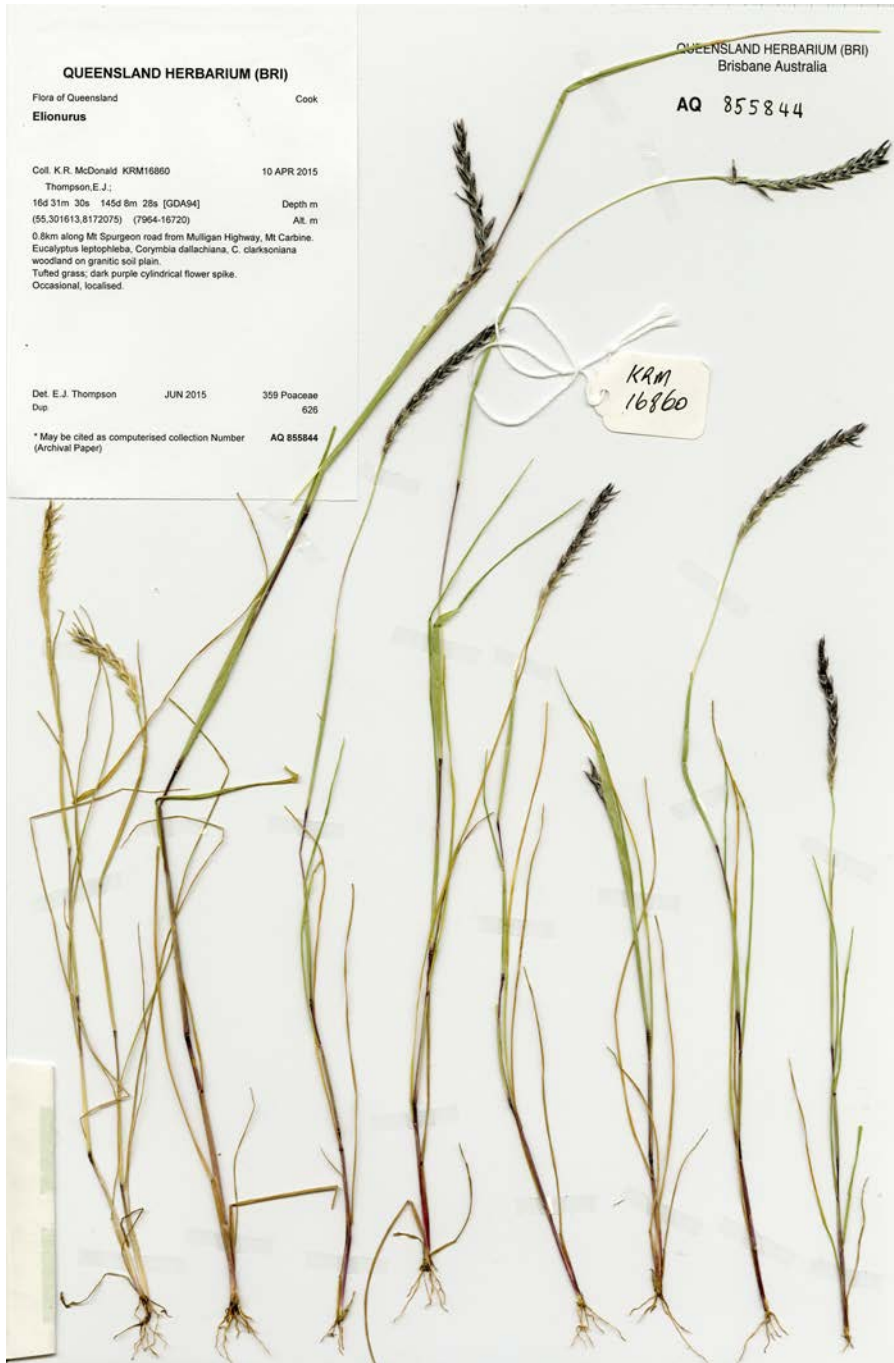 QUEENSLAND HERBARIUM (BRI)
Flora of Queensland Cook
Elionurus
Coll. K.R. McDonald KRM16860 10 APR 2015
Thompson,E.J.;
16d 31m 30s 145d 8m 28s [GDA94] Depth m
(55,301613,8172075) (7964-16720) Alt. m
0.8km along Mt Spurgeon road from Mulligan Highway, Mt Carbine.
Eucalyptus leptophleba, Corymbia dallachiana, C. clarksoniana
woodland on granitic soil plain.
Tufted grass; dark purple cylindrical flower spike.
Occasional, localised.
Det. E.J. Thompson JUN 2015 359 Poaceae
Dup. 626
* May be cited as computerised collection Number AQ 855844
(Archival Paper)
QUEENSLAND HERBARIUM (BRI)
Brisbane Australia
AQ 855844
KRM
16860